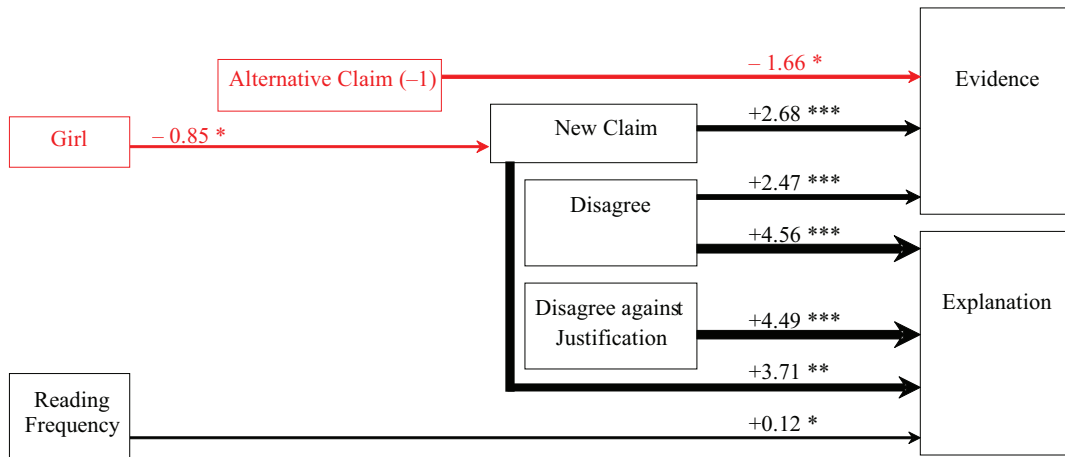 – 1.66 *
Alternative Claim (–1)
Evidence
+2.68 ***
New Claim
– 0.85 *
Girl
+2.47 ***
Disagree
+4.56 ***
Explanation
Disagree against
Justification
+4.49 ***
+3.71 **
Reading
Frequency
+0.12 *